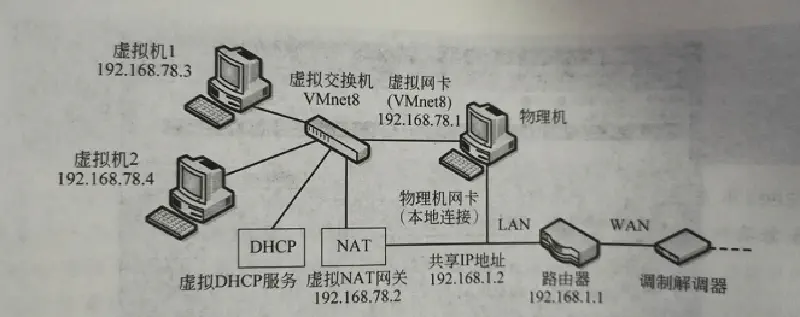 虚拟机1
192.168.78.3
虚拟交换机
VMnet8
虚拟网卡
(VMnet8)
192.168.78.1
物理机
虚拟机2
192.168.78.4
物理机网卡
（本地连接）
LAN
WAN
DHCP
NAT
虚拟DHCP服务
虚拟NAT网关
192.168.78.2
共享IP地址
192.168.1.2
路由器
192.168.1.1
调制解调器